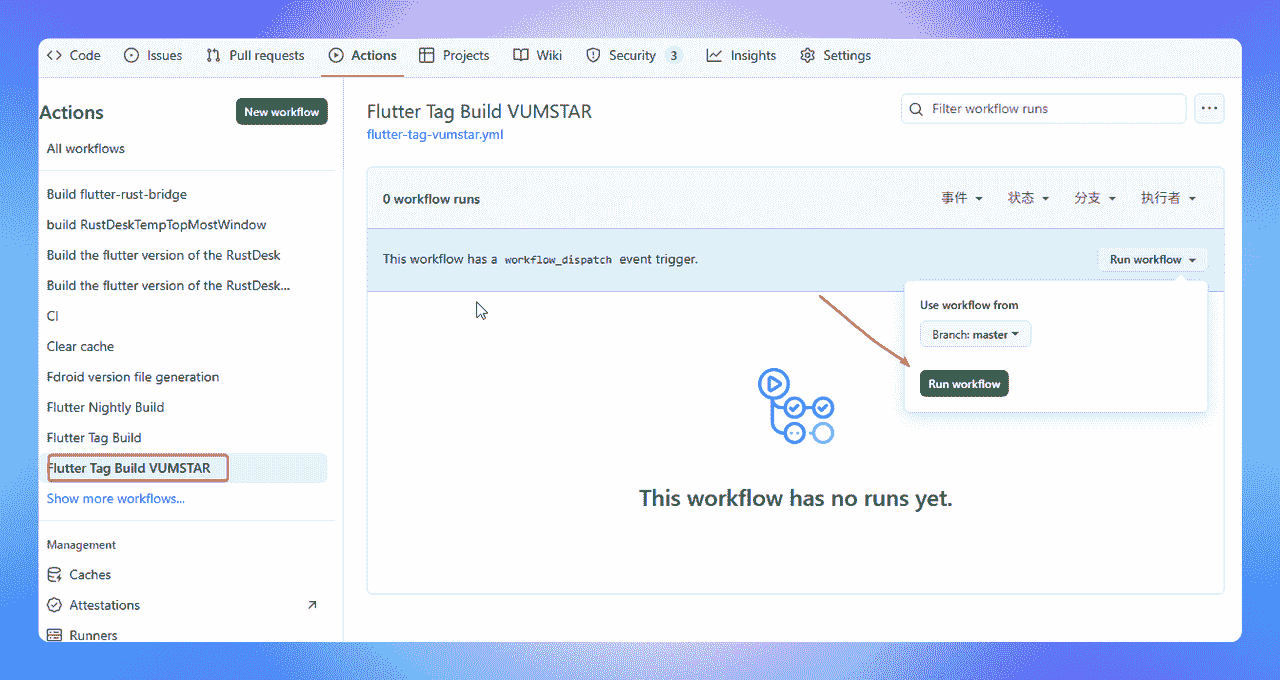 Code Issues Pull requests Actions Projects Wiki Security 3 Insights Settings
Actions
New workflow
All workflows
Build flutter-rust-bridge
build RustDeskTempTopMostWindow
Build the flutter version of the RustDesk
Build the flutter version of the RustDesk...
CI
Clear cache
Fdroid version file generation
Flutter Nightly Build
Flutter Tag Build
Flutter Tag Build VUMSTAR
Show more workflows...
Management
Caches
Attestations
Runners
Flutter Tag Build VUMSTAR
flutter-tag-vumstar.yml
Filter workflow runs
0 workflow runs
事件 状态 分支 执行者
This workflow has a workflow_dispatch event trigger.
Run workflow
Use workflow from
Branch: master
Run workflow
This workflow has no runs yet.